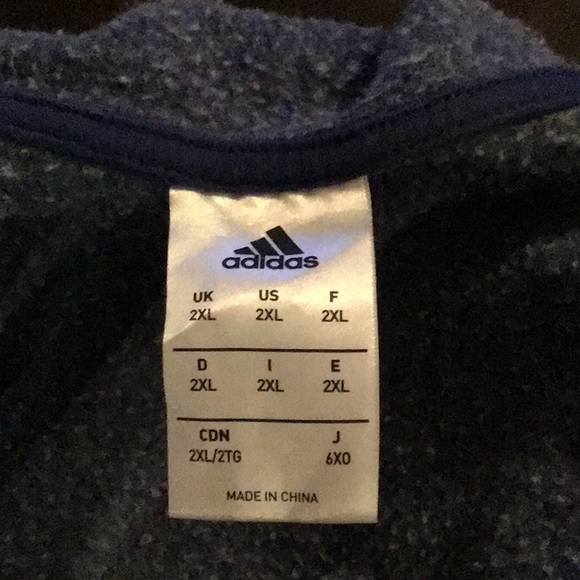 adidas
UK US F
2XL 2XL 2XL
D I E
2XL 2XL 2XL
CDN J
2XL/2TG 6XO
MADE IN CHINA